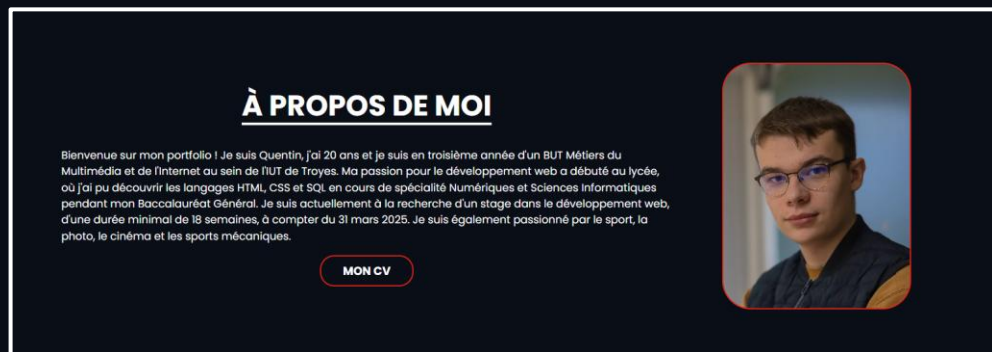 À PROPOS DE MOI
Bienvenue sur mon portfolio ! Je suis Quentin, j'ai 20 ans et je suis en troisième année d'un BUT Métiers du
Multimédia et de l'Internet au sein de l'IUT de Troyes. Ma passion pour le développement web a débuté au lycée,
où j'ai pu découvrir les langages HTML, CSS et SQL en cours de spécialité Numériques et Sciences Informatiques
pendant mon Baccalauréat Général. Je suis actuellement à la recherche d'un stage dans le développement web,
d'une durée minimal de 18 semaines, à compter du 31 mars 2025. Je suis également passionné par le sport, la
photo, le cinéma et les sports mécaniques.
MON CV